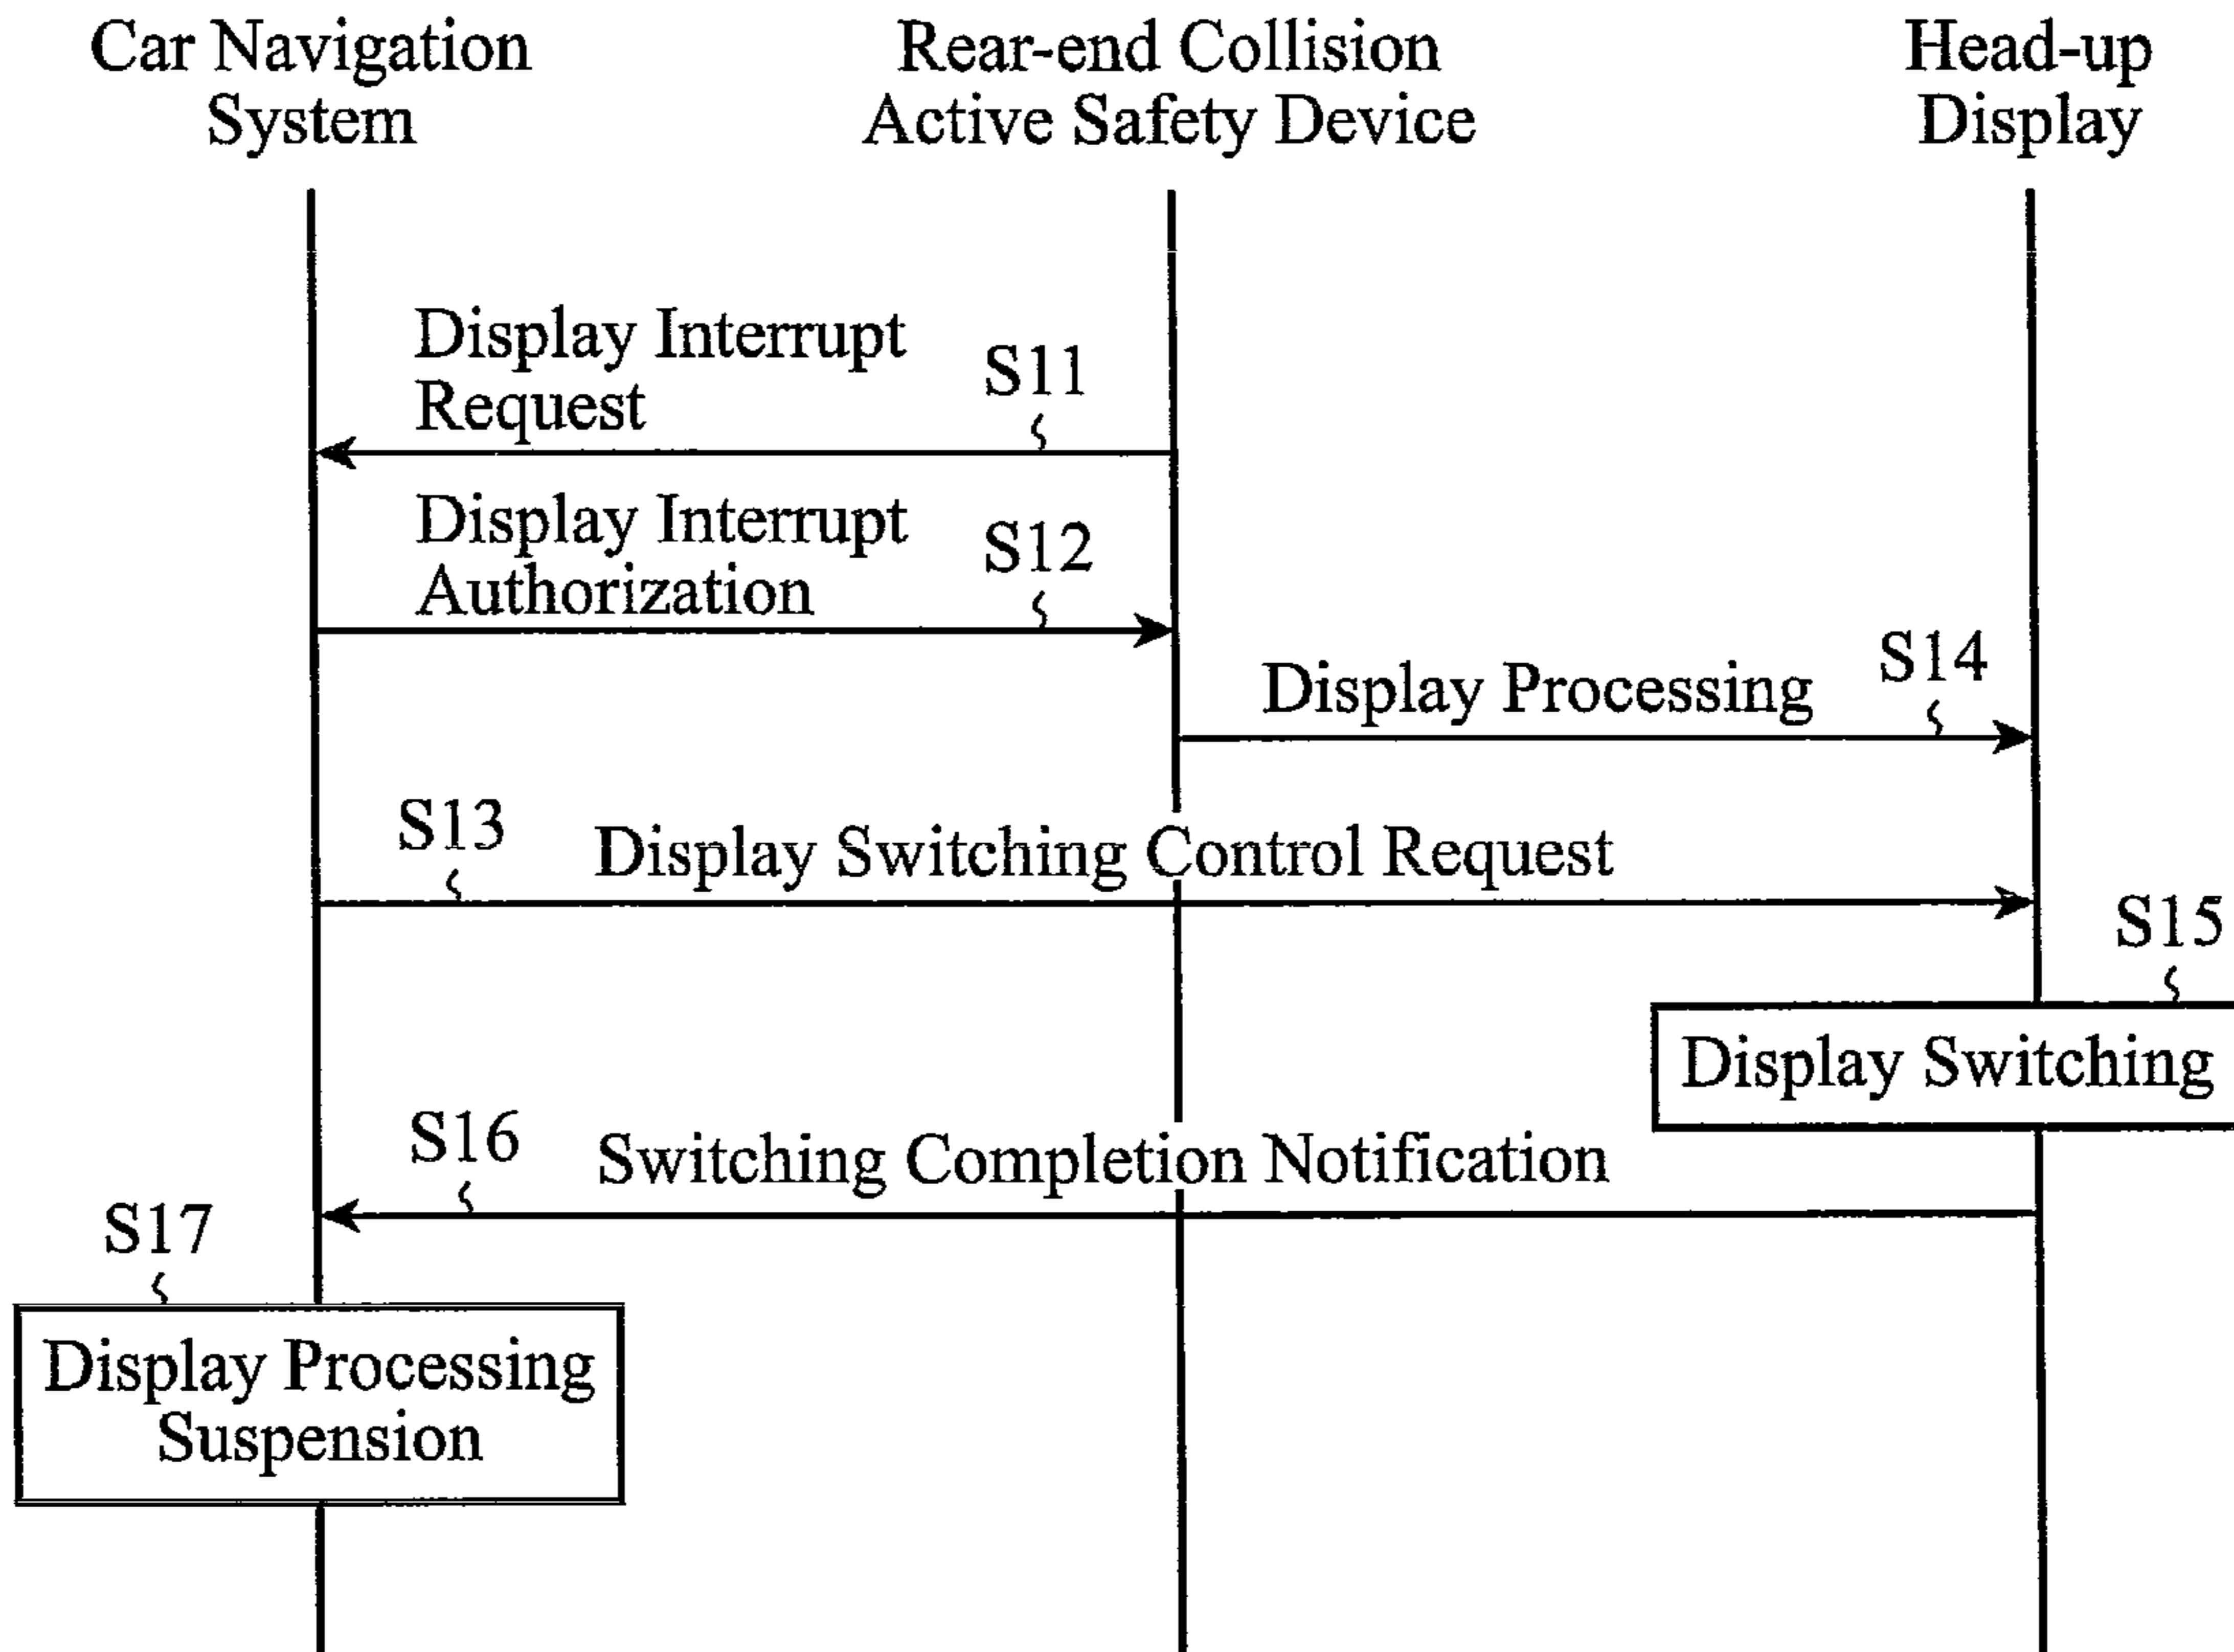 Car Navigation
System
Rear-end Collision
Active Safety Device
Head-up
Display
Display Interrupt
Request
S11
Display Interrupt
Authorization
S12
Display Processing
S14
S13
Display Switching Control Request
S15
Display Switching
S16
Switching Completion Notification
S17
Display Processing
Suspension